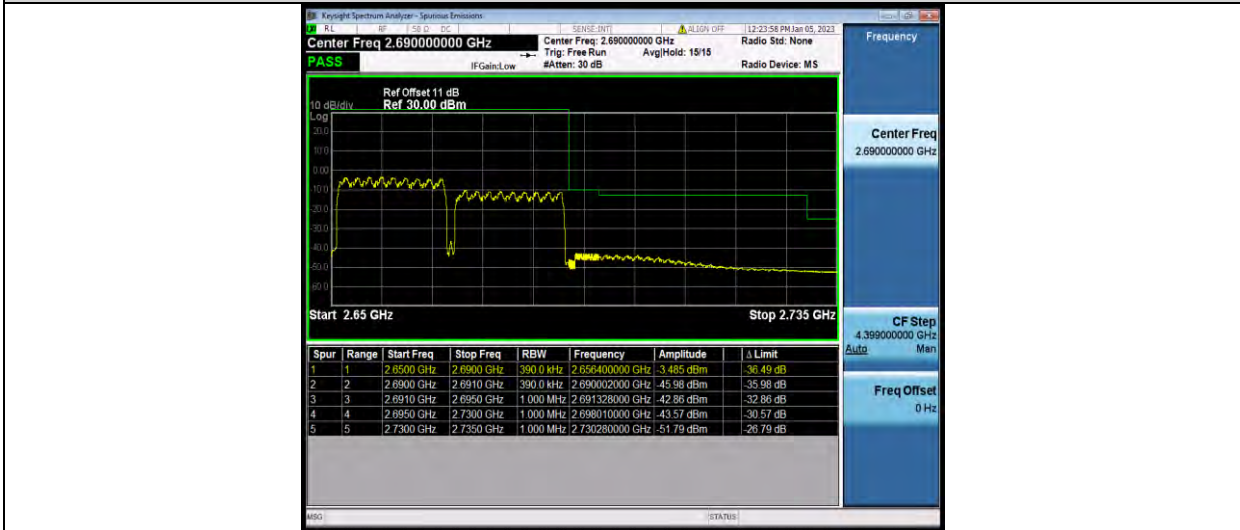 Keysight Spectrum Analyzer - Spurious Emissions
RL RF 50 Ω DC SENSE:INT ALIGN OFF 12:23:58 PM Jan 05, 2023
Center Freq 2.690000000 GHz Center Freq: 2.690000000 GHz Radio Std: None
Trig: Free Run Avg|Hold: 15/15
PASS IFGain:Low #Atten: 30 dB Radio Device: MS
Ref Offset 11 dB
10 dB/div Ref 30.00 dBm
Log
20.0
10.0
0.00
-10.0
-20.0
-30.0
-40.0
-50.0
-60.0
Start 2.65 GHz Stop 2.735 GHz
Spur Range Start Freq Stop Freq RBW Frequency Amplitude Δ Limit
1 1 2.6500 GHz 2.6900 GHz 390.0 kHz 2.656400000 GHz -3.485 dBm -36.49 dB
2 2 2.6900 GHz 2.6910 GHz 390.0 kHz 2.690002000 GHz -45.98 dBm -35.98 dB
3 3 2.6910 GHz 2.6950 GHz 1.000 MHz 2.691328000 GHz -42.86 dBm -32.86 dB
4 4 2.6950 GHz 2.7300 GHz 1.000 MHz 2.698010000 GHz -43.57 dBm -30.57 dB
5 5 2.7300 GHz 2.7350 GHz 1.000 MHz 2.730280000 GHz -51.79 dBm -26.79 dB
MSG STATUS
Frequency
Center Freq
2.690000000 GHz
CF Step
4.399000000 GHz
Auto Man
Freq Offset
0 Hz